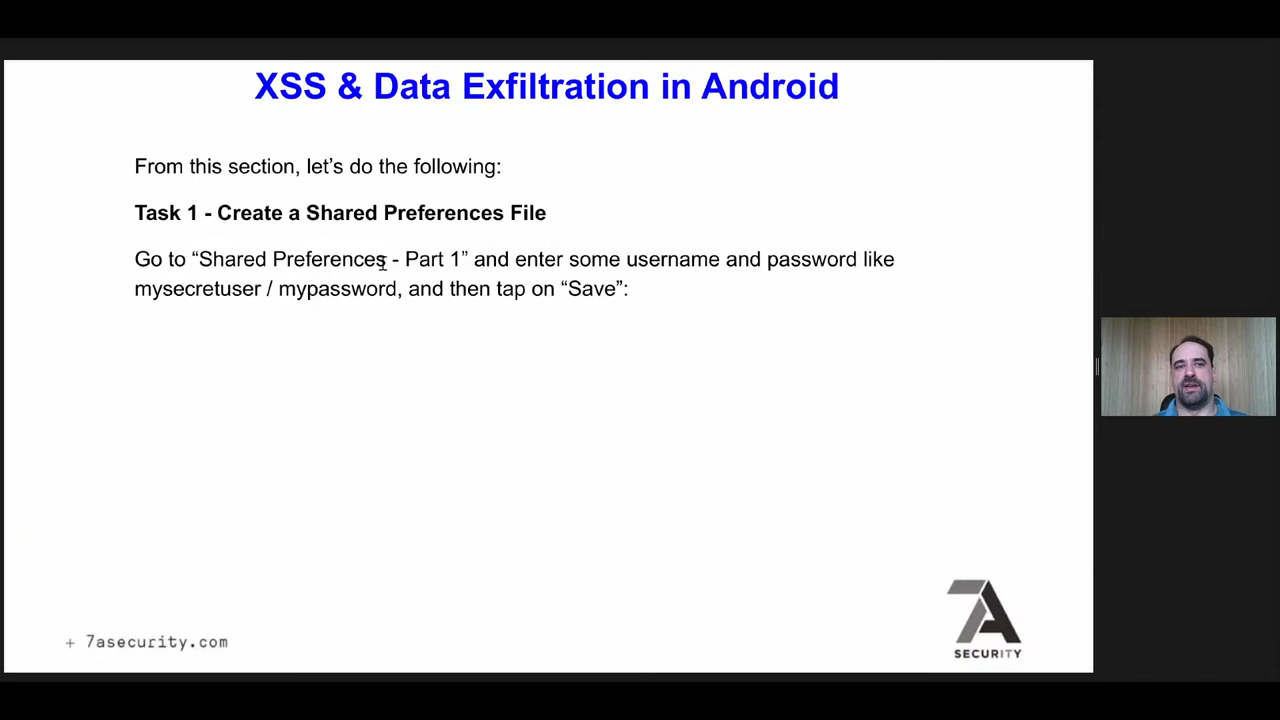 XSS & Data Exfiltration in Android
From this section, let’s do the following:
Task 1 - Create a Shared Preferences File
Go to “Shared Preferences - Part 1” and enter some username and password like
mysecretuser / mypassword, and then tap on “Save”:
+ 7asecurity.com
7A
SECURITY